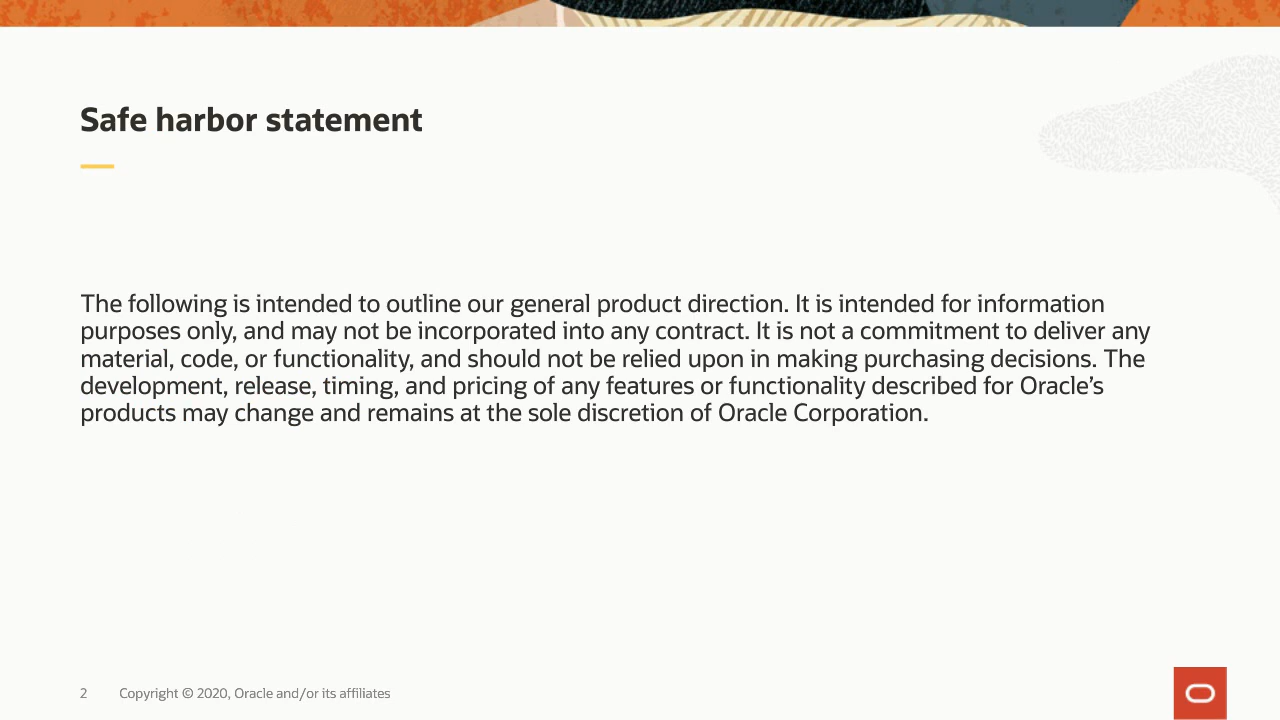 Safe harbor statement
The following is intended to outline our general product direction. It is intended for information
purposes only, and may not be incorporated into any contract. It is not a commitment to deliver any
material, code, or functionality, and should not be relied upon in making purchasing decisions. The
development, release, timing, and pricing of any features or functionality described for Oracle’s
products may change and remains at the sole discretion of Oracle Corporation.
2 Copyright © 2020, Oracle and/or its affiliates